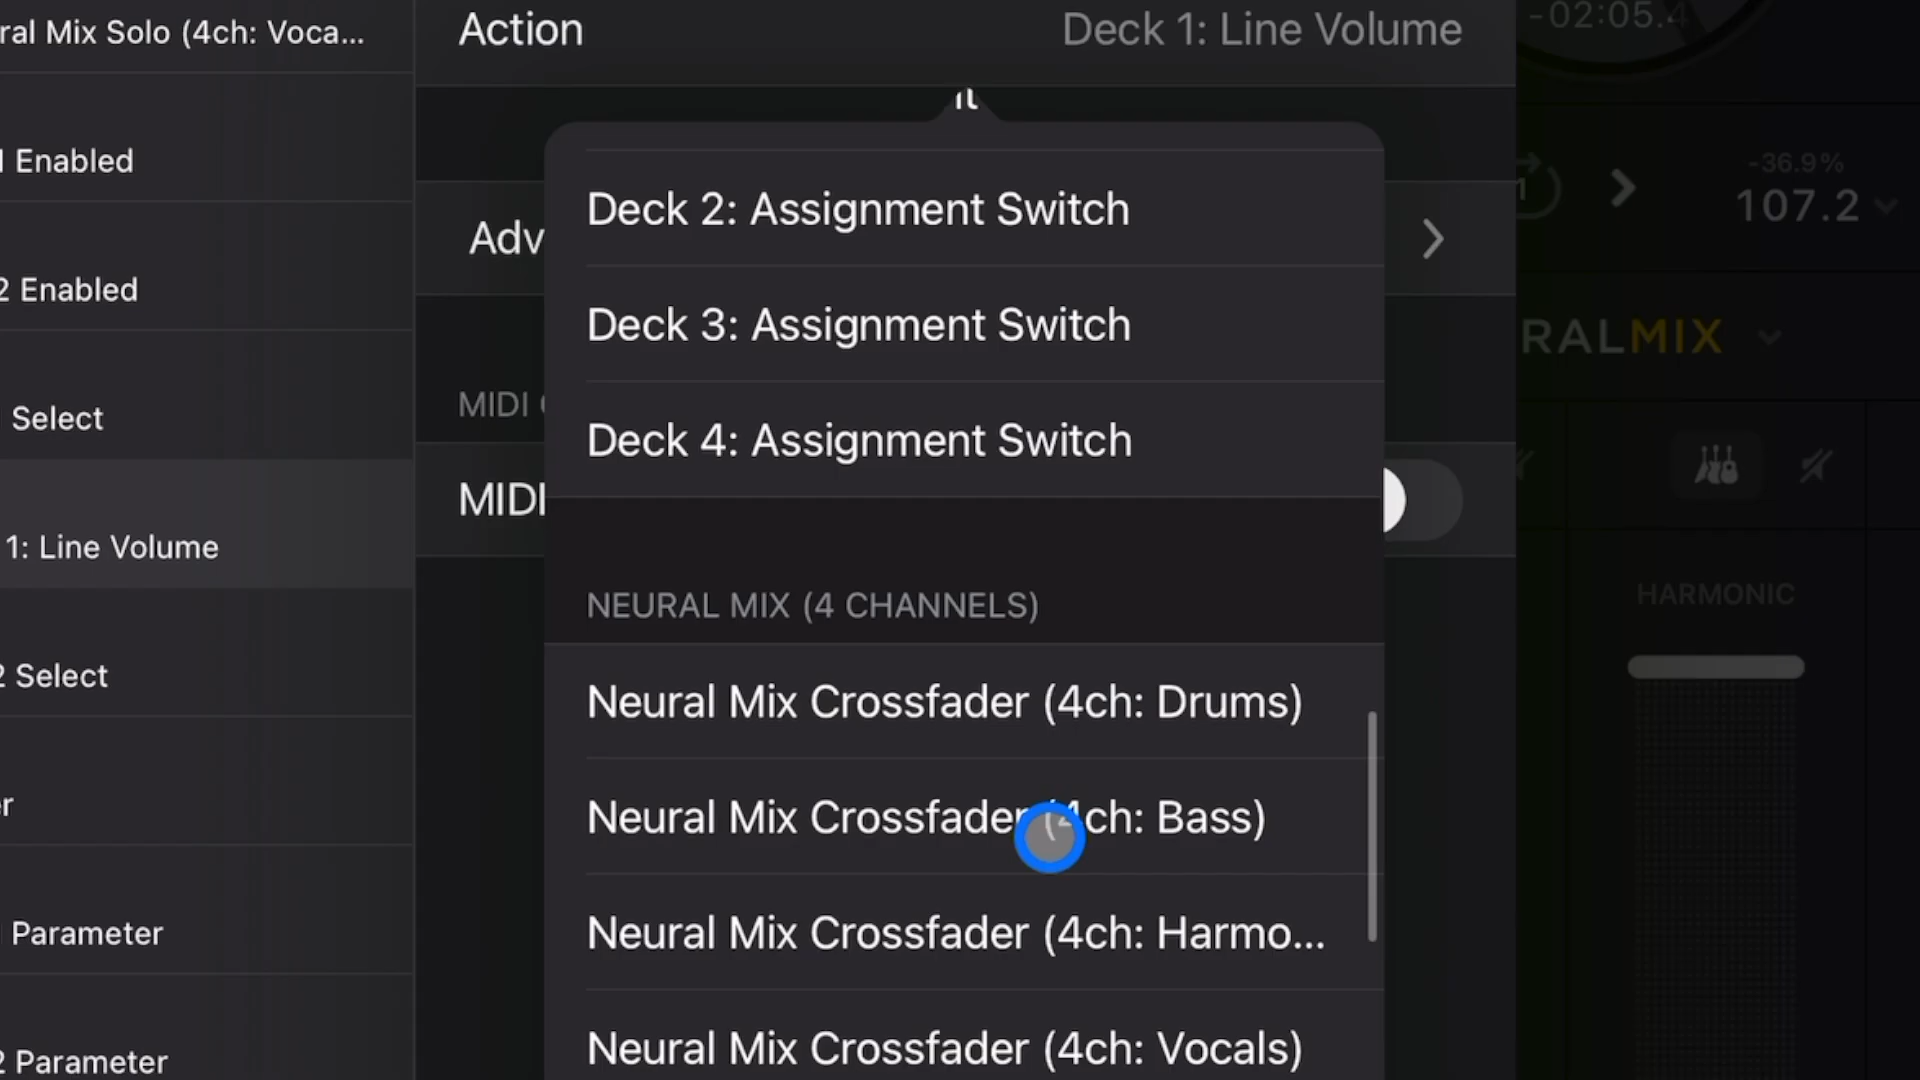 ral Mix Solo (4ch: Voca...
Enabled
2 Enabled
Select
1: Line Volume
2 Select
er
Parameter
2 Parameter
Action
Deck 1: Line Volume
Adv
MIDI
MIDI
Deck 2: Assignment Switch
Deck 3: Assignment Switch
Deck 4: Assignment Switch
NEURAL MIX (4 CHANNELS)
Neural Mix Crossfader (4ch: Drums)
Neural Mix Crossfader (4ch: Bass)
Neural Mix Crossfader (4ch: Harmo...
Neural Mix Crossfader (4ch: Vocals)
-02:05.4
1
-36.9%
107.2
RALMIX
HARMONIC